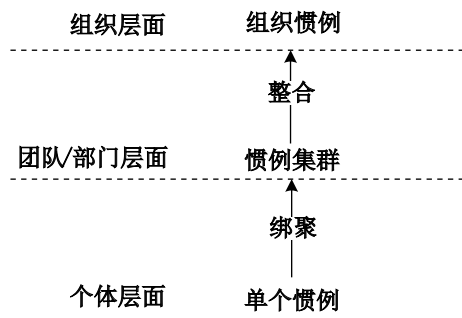 组织层面 组织惯例
整合
团队/部门层面 惯例集群
绑聚
个体层面 单个惯例